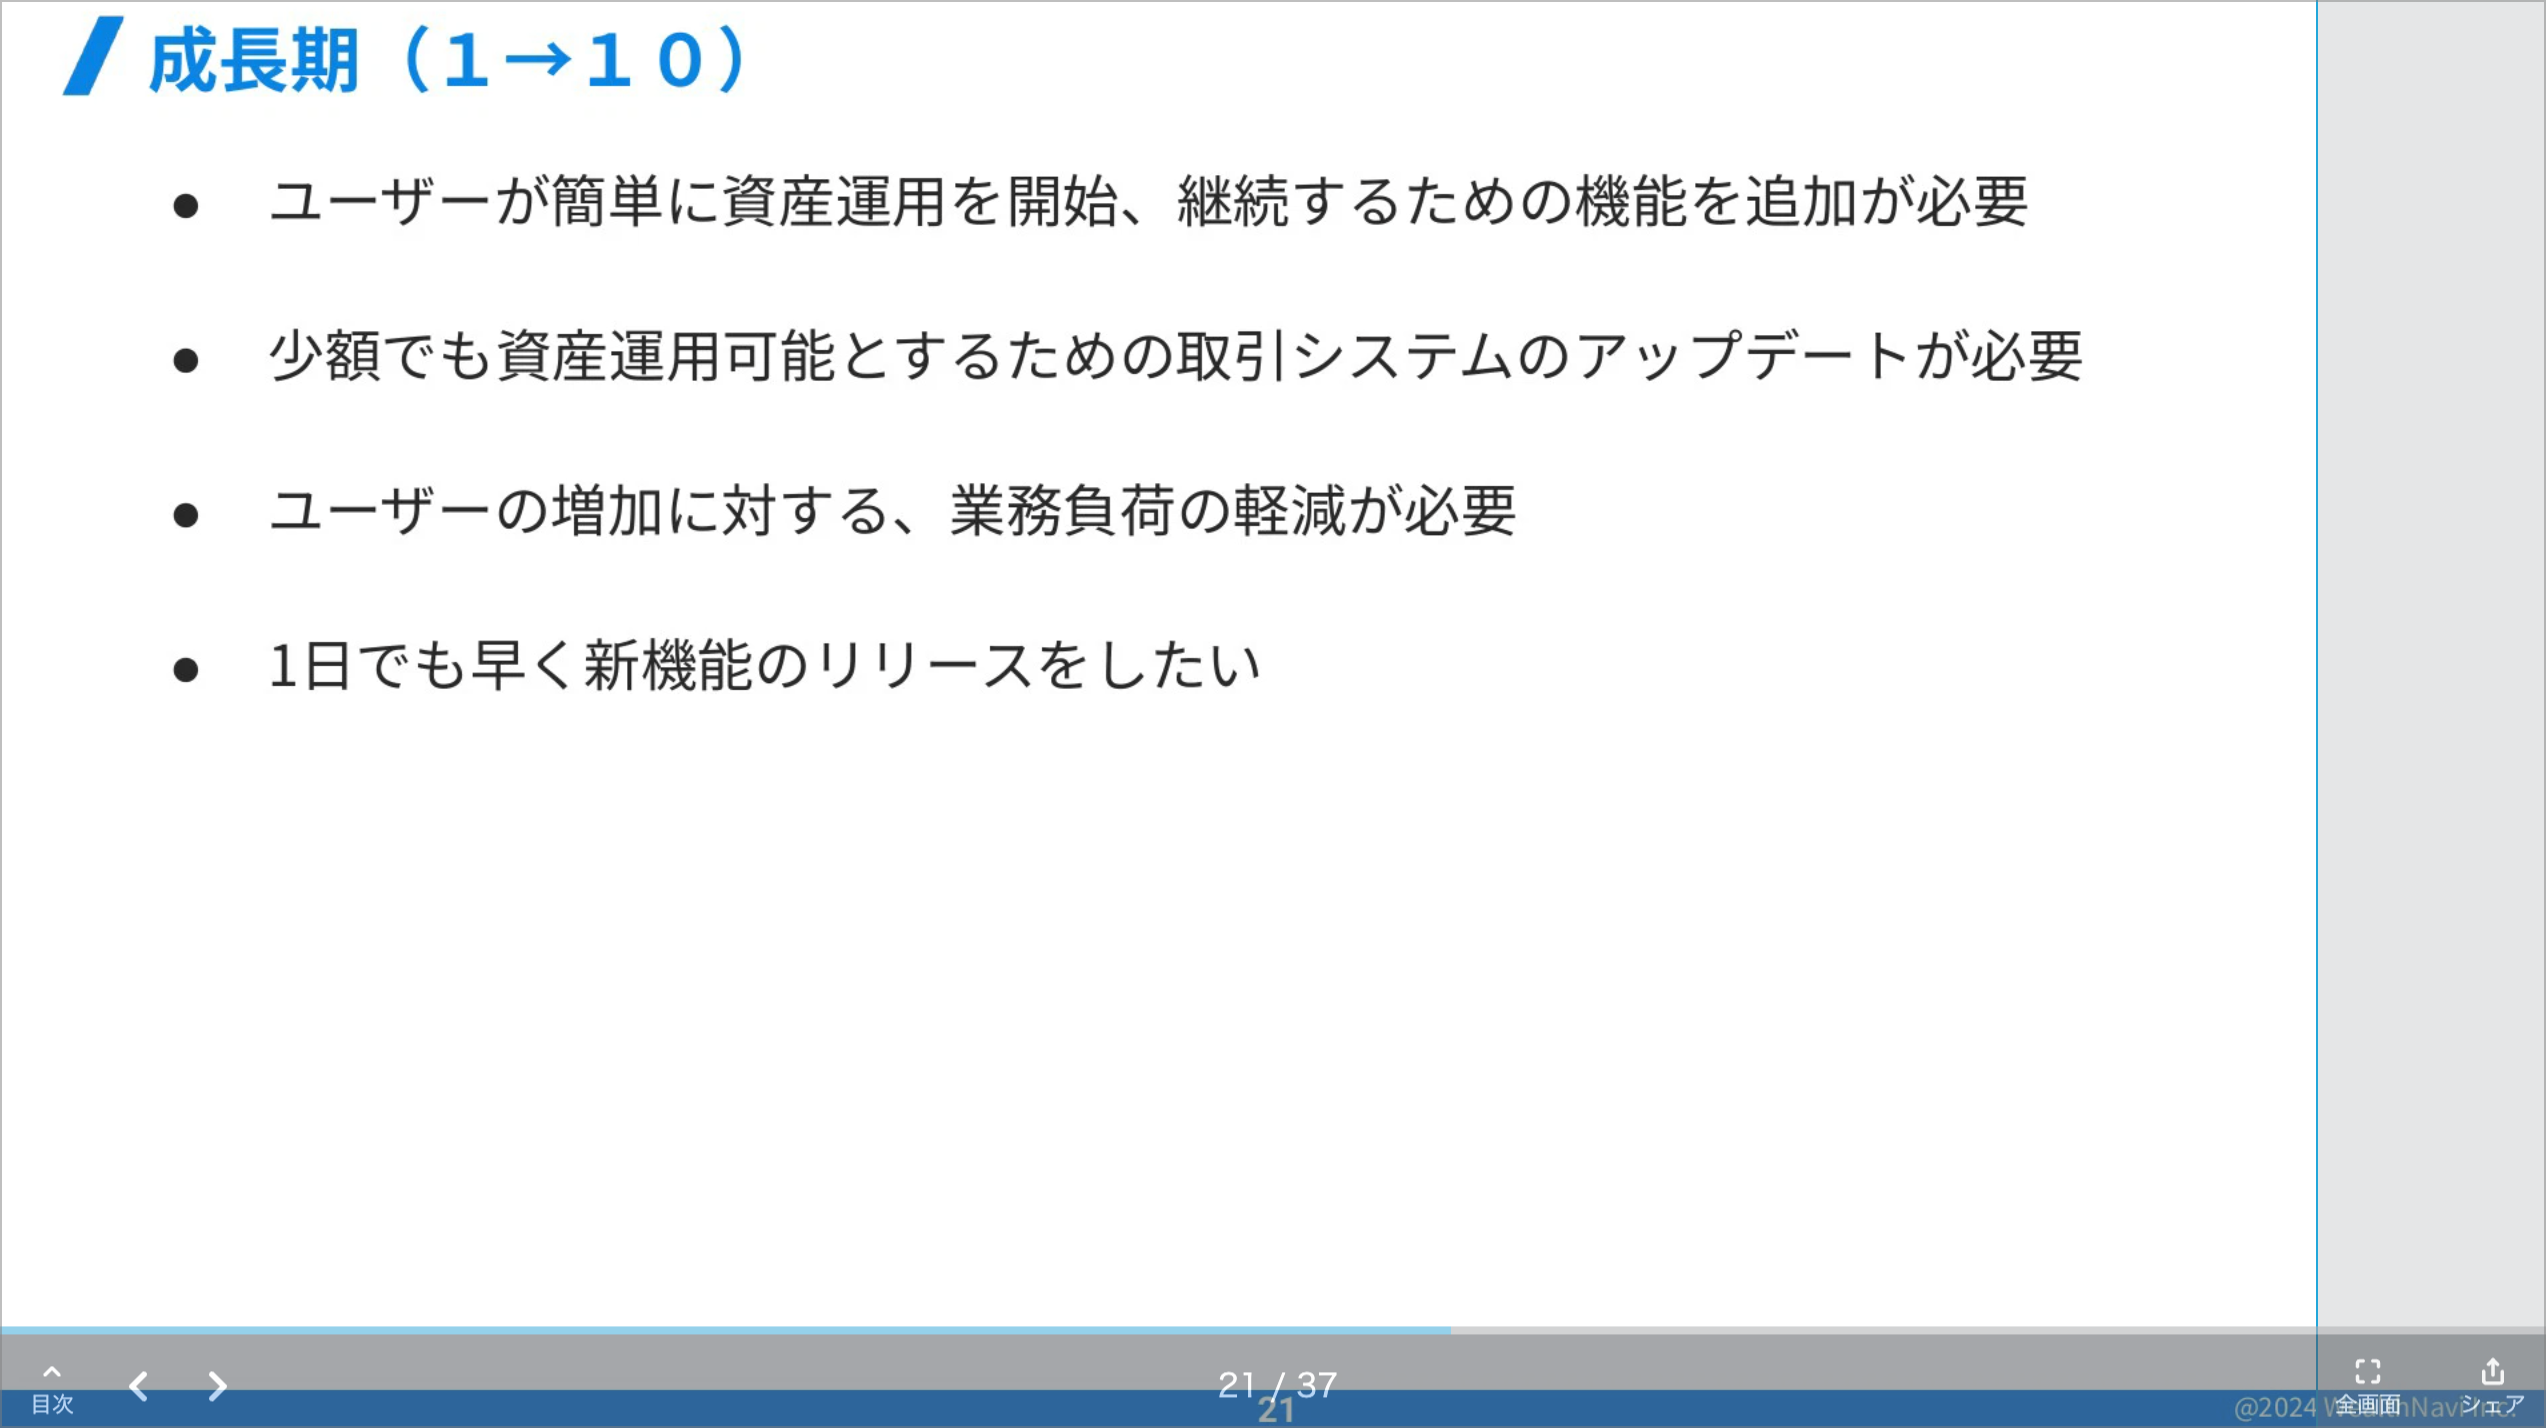 成長期（１→１０）
● ユーザーが簡単に資産運用を開始、継続するための機能を追加が必要
● 少額でも資産運用可能とするための取引システムのアップデートが必要
● ユーザーの増加に対する、業務負荷の軽減が必要
● 1日でも早く新機能のリリースをしたい
目次
21 / 37
21
全画面
シェア
@2024 WealthNavi Inc.